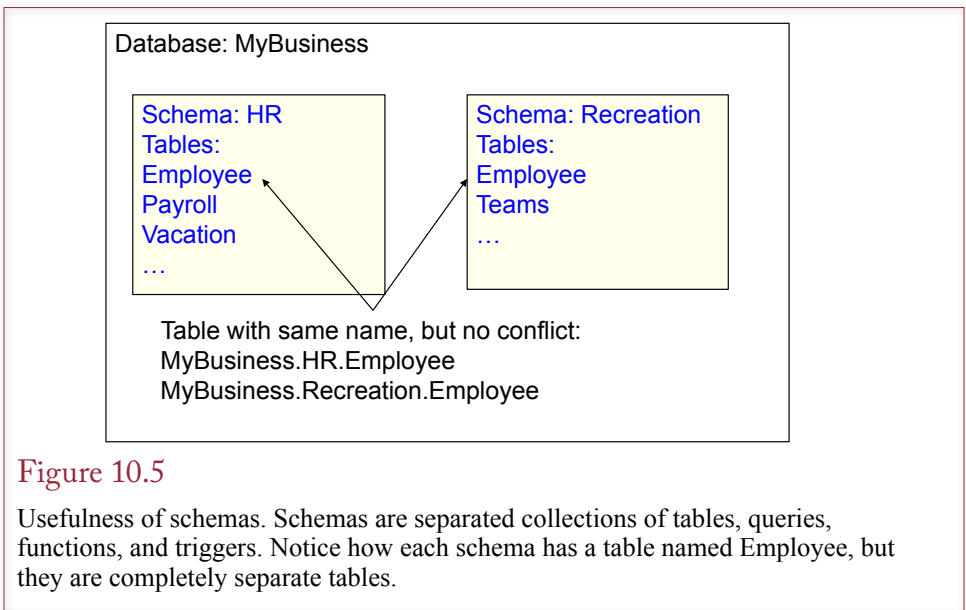 Database: MyBusiness
Schema: HR
Tables:
Employee
Payroll
Vacation
…
Schema: Recreation
Tables:
Employee
Teams
…
Table with same name, but no conflict:
MyBusiness.HR.Employee
MyBusiness.Recreation.Employee
Figure 10.5
Usefulness of schemas. Schemas are separated collections of tables, queries,
functions, and triggers. Notice how each schema has a table named Employee, but
they are completely separate tables.